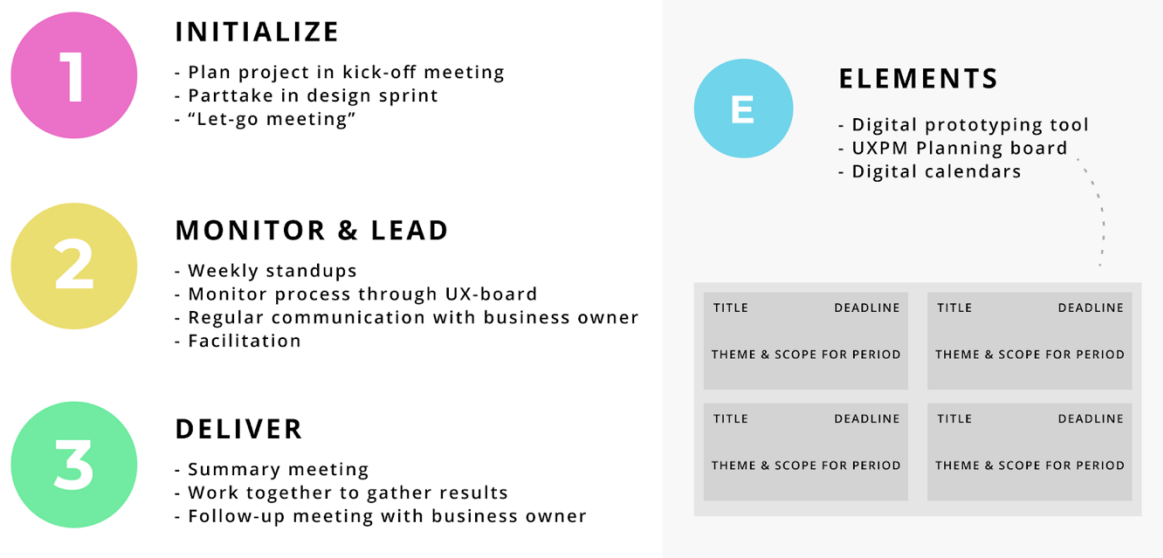 1
INITIALIZE
- Plan project in kick-off meeting
- Parttake in design sprint
- “Let-go meeting”
2
MONITOR & LEAD
- Weekly standups
- Monitor process through UX-board
- Regular communication with business owner
- Facilitation
3
DELIVER
- Summary meeting
- Work together to gather results
- Follow-up meeting with business owner
E
ELEMENTS
- Digital prototyping tool
- UXPM Planning board
- Digital calendars
TITLE DEADLINE
THEME & SCOPE FOR PERIOD
TITLE DEADLINE
THEME & SCOPE FOR PERIOD
TITLE DEADLINE
THEME & SCOPE FOR PERIOD
TITLE DEADLINE
THEME & SCOPE FOR PERIOD